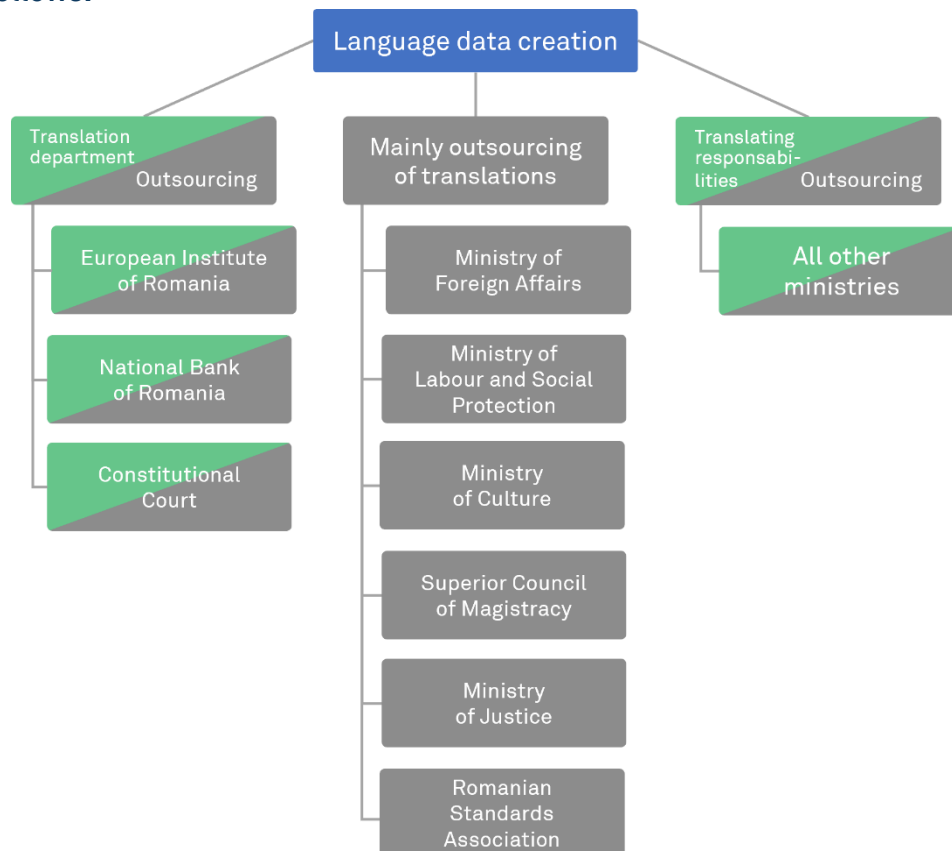 Language data creation
Translation
department
Outsourcing
European Institute
of Romania
National Bank
of Romania
Constitutional
Court
Mainly outsourcing
of translations
Ministry of
Foreign Affairs
Ministry of
Labour and Social
Protection
Ministry
of Culture
Superior Council
of Magistracy
Ministry
of Justice
Romanian
Standards
Association
Translating
responsabi-
lities
Outsourcing
All other
ministries